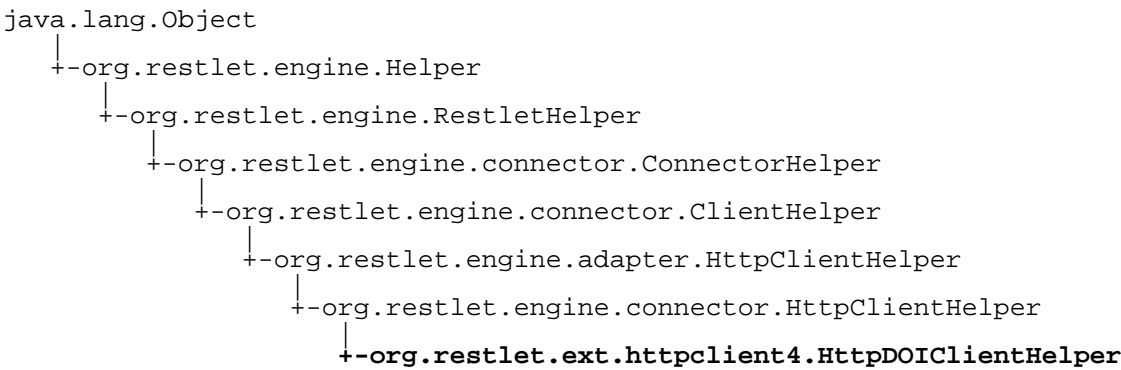 java.lang.Object
+-org.restlet.engine.Helper
+-org.restlet.engine.RestletHelper
+-org.restlet.engine.connector.ConnectorHelper
+-org.restlet.engine.connector.ClientHelper
+-org.restlet.engine.adapter.HttpClientHelper
+-org.restlet.engine.connector.HttpClientHelper
+-org.restlet.ext.httpclient4.HttpDOIClientHelper